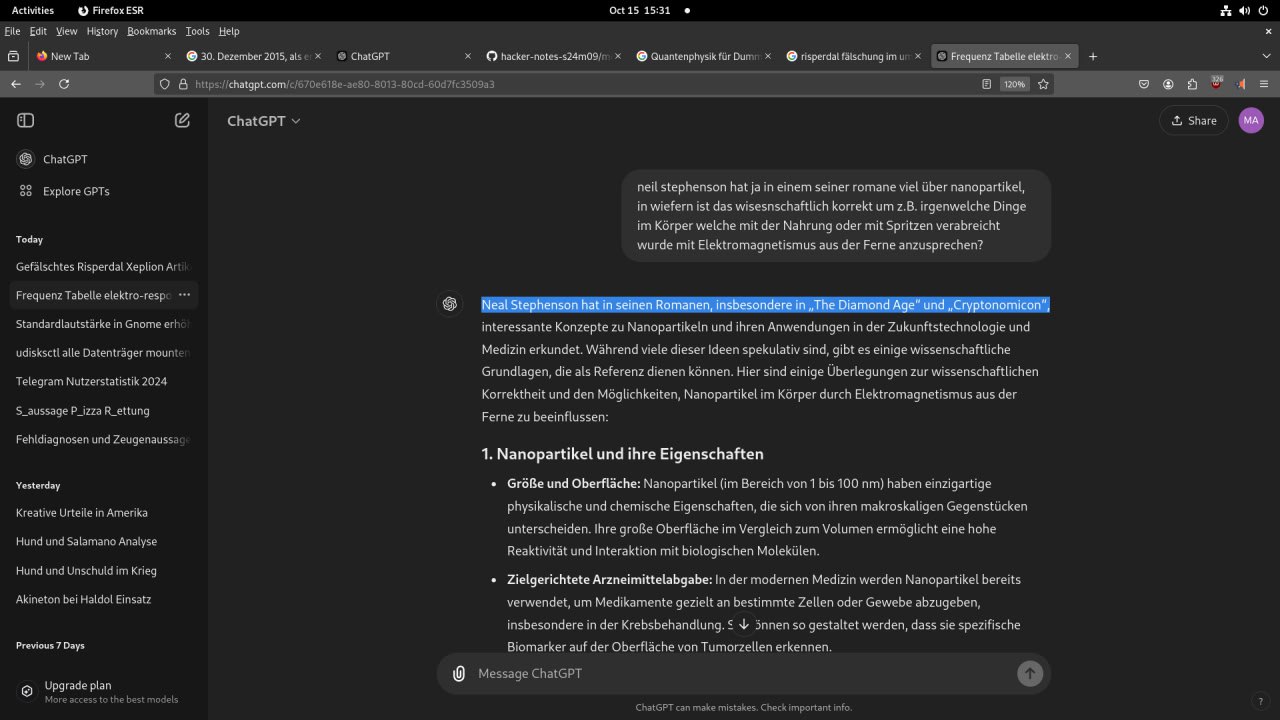 Activities Firefox ESR Oct 15 15:31
File Edit View History Bookmarks Tools Help
New Tab 30. Dezember 2015, als e ChatGPT hacker-notes-s24m09/m Quantenphysik für Dumm risperdal fälschung im un Frequenz Tabelle elektro-
https://chatgpt.com/c/670e618e-ae80-8013-80cd-60d7fc3509a3 120% 326
ChatGPT Share MA
ChatGPT
Explore GPTs
Today
Gefälschtes Risperdal Xeplion Artik
Frequenz Tabelle elektro-respo
Standardlautstärke in Gnome erhö
udisksctl alle Datenträger mounten
Telegram Nutzerstatistik 2024
S_aussage P_izza R_ettung
Fehldiagnosen und Zeugenaussage
Yesterday
Kreative Urteile in Amerika
Hund und Salamano Analyse
Hund und Unschuld im Krieg
Akineton bei Haldol Einsatz
Previous 7 Days
Upgrade plan
More access to the best models
neil stephenson hat ja in einem seiner romane viel über nanopartikel,
in wiefern ist das wisesnschaftlich korrekt um z.B. irgenwelche Dinge
im Körper welche mit der Nahrung oder mit Spritzen verabreicht
wurde mit Elektromagnetismus aus der Ferne anzusprechen?
Neal Stephenson hat in seinen Romanen, insbesondere in „The Diamond Age“ und „Cryptonomicon“,
interessante Konzepte zu Nanopartikeln und ihren Anwendungen in der Zukunftstechnologie und
Medizin erkundet. Während viele dieser Ideen spekulativ sind, gibt es einige wissenschaftliche
Grundlagen, die als Referenz dienen können. Hier sind einige Überlegungen zur wissenschaftlichen
Korrektheit und den Möglichkeiten, Nanopartikel im Körper durch Elektromagnetismus aus der
Ferne zu beeinflussen:
1. Nanopartikel und ihre Eigenschaften
• Größe und Oberfläche: Nanopartikel (im Bereich von 1 bis 100 nm) haben einzigartige
physikalische und chemische Eigenschaften, die sich von ihren makroskaligen Gegenstücken
unterscheiden. Ihre große Oberfläche im Vergleich zum Volumen ermöglicht eine hohe
Reaktivität und Interaktion mit biologischen Molekülen.
• Zielgerichtete Arzneimittelabgabe: In der modernen Medizin werden Nanopartikel bereits
verwendet, um Medikamente gezielt an bestimmte Zellen oder Gewebe abzugeben,
insbesondere in der Krebsbehandlung. S können so gestaltet werden, dass sie spezifische
Biomarker auf der Oberfläche von Tumorzellen erkennen.
Message ChatGPT
ChatGPT can make mistakes. Check important info.
?